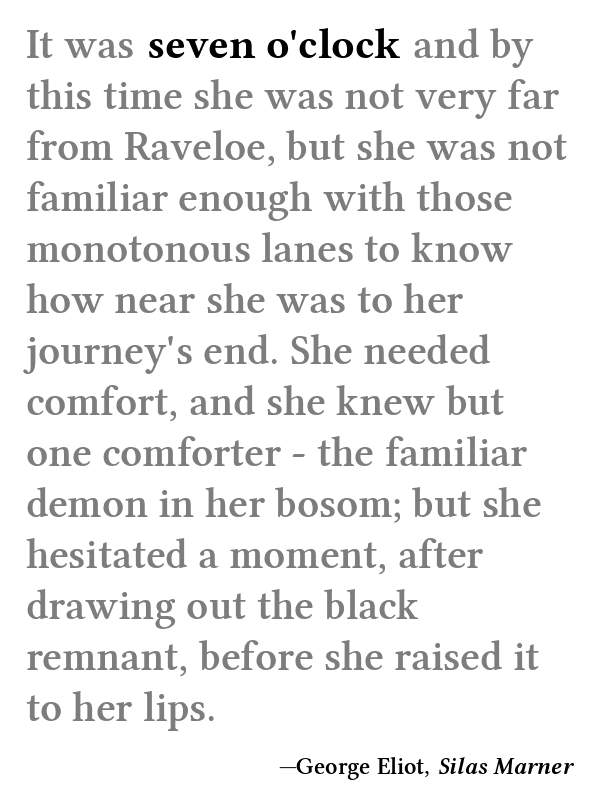 It was seven o'clock and by
this time she was not very far
from Raveloe, but she was not
familiar enough with those
monotonous lanes to know
how near she was to her
journey's end. She needed
comfort, and she knew but
one comforter - the familiar
demon in her bosom; but she
hesitated a moment, after
drawing out the black
remnant, before she raised it
to her lips.
—George Eliot, Silas Marner